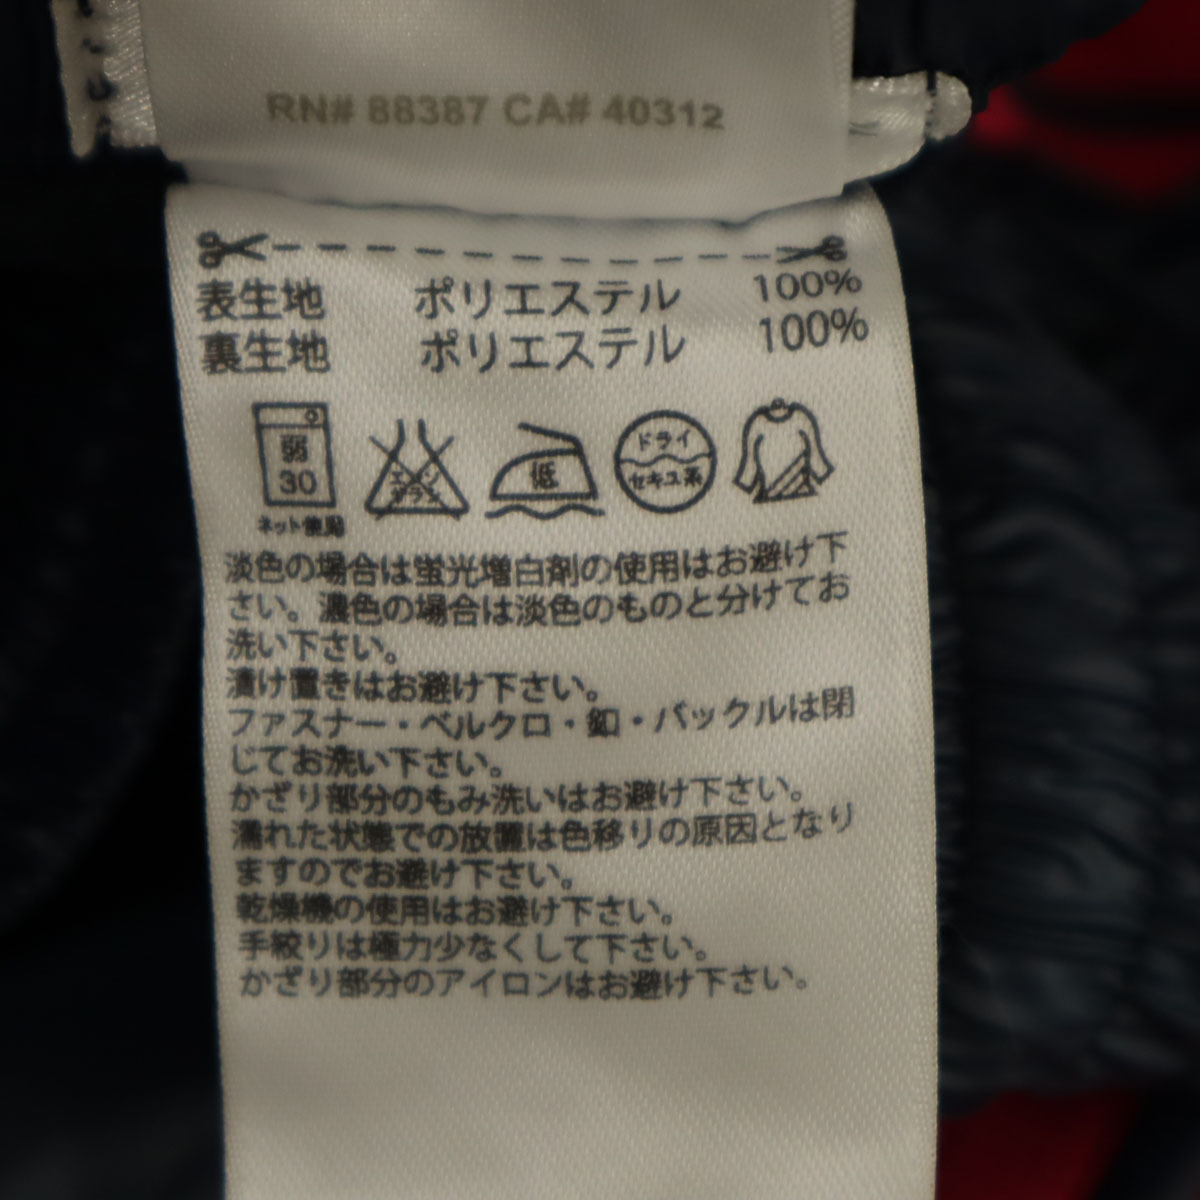 RN# 88387 CA# 40312
表生地 ポリエステル 100%
裏生地 ポリエステル 100%
弱
30
ネット使用
エンソ
サラシ
低
ドライ
セキユ系
淡色の場合は蛍光増白剤の使用はお避け下
さい。濃色の場合は淡色のものと分けてお
洗い下さい。
漬け置きはお避け下さい。
ファスナー・ベルクロ・釦・バックルは閉
じてお洗い下さい。
かざり部分のもみ洗いはお避け下さい。
濡れた状態での放置は色移りの原因となり
ますのでお避け下さい。
乾燥機の使用はお避け下さい。
手絞りは極力少なくして下さい。
かざり部分のアイロンはお避け下さい。